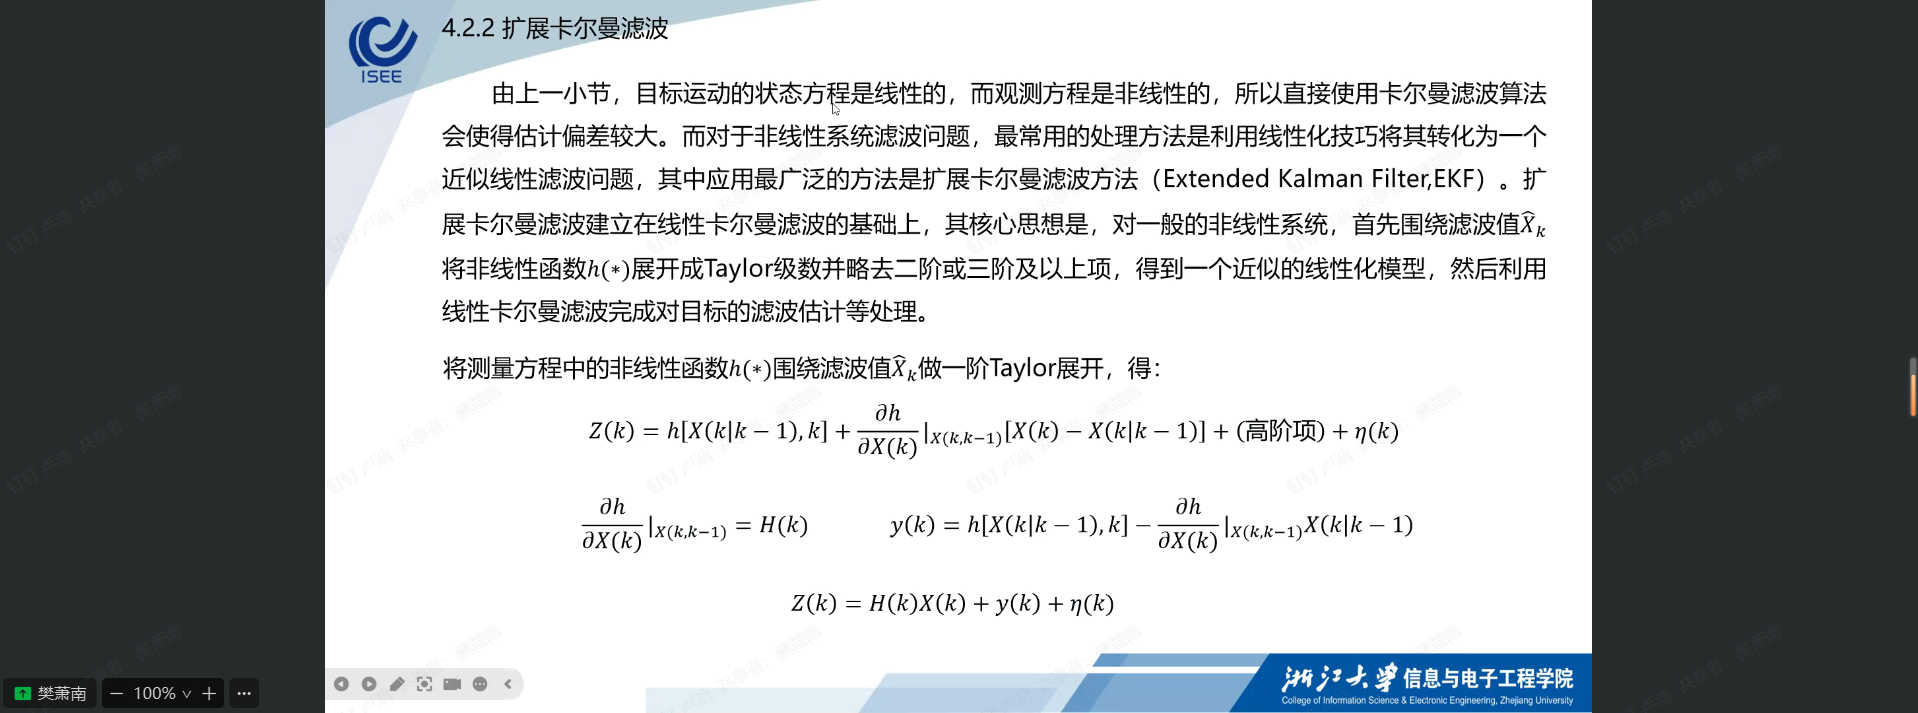 ISEE
4.2.2 扩展卡尔曼滤波
由上一小节，目标运动的状态方程是线性的，而观测方程是非线性的，所以直接使用卡尔曼滤波算法
会使得估计偏差较大。而对于非线性系统滤波问题，最常用的处理方法是利用线性化技巧将其转化为一个
近似线性滤波问题，其中应用最广泛的方法是扩展卡尔曼滤波方法（Extended Kalman Filter,EKF）。扩
展卡尔曼滤波建立在线性卡尔曼滤波的基础上，其核心思想是，对一般的非线性系统，首先围绕滤波值X̂_k
将非线性函数h(∗)展开成Taylor级数并略去二阶或三阶及以上项，得到一个近似的线性化模型，然后利用
线性卡尔曼滤波完成对目标的滤波估计等处理。
将测量方程中的非线性函数h(∗)围绕滤波值X̂_k做一阶Taylor展开，得：
Z(k) = h[X(k|k − 1), k] + ∂h/∂X(k) |_X(k,k−1) [X(k) − X(k|k − 1)] + (高阶项) + η(k)
∂h/∂X(k) |_X(k,k−1) = H(k) y(k) = h[X(k|k − 1), k] − ∂h/∂X(k) |_X(k,k−1) X(k|k − 1)
Z(k) = H(k)X(k) + y(k) + η(k)
浙江大学 信息与电子工程学院
College of Information Science & Electronic Engineering, Zhejiang University
樊萧南 100%
钉钉 卢迪 共享者：樊萧南